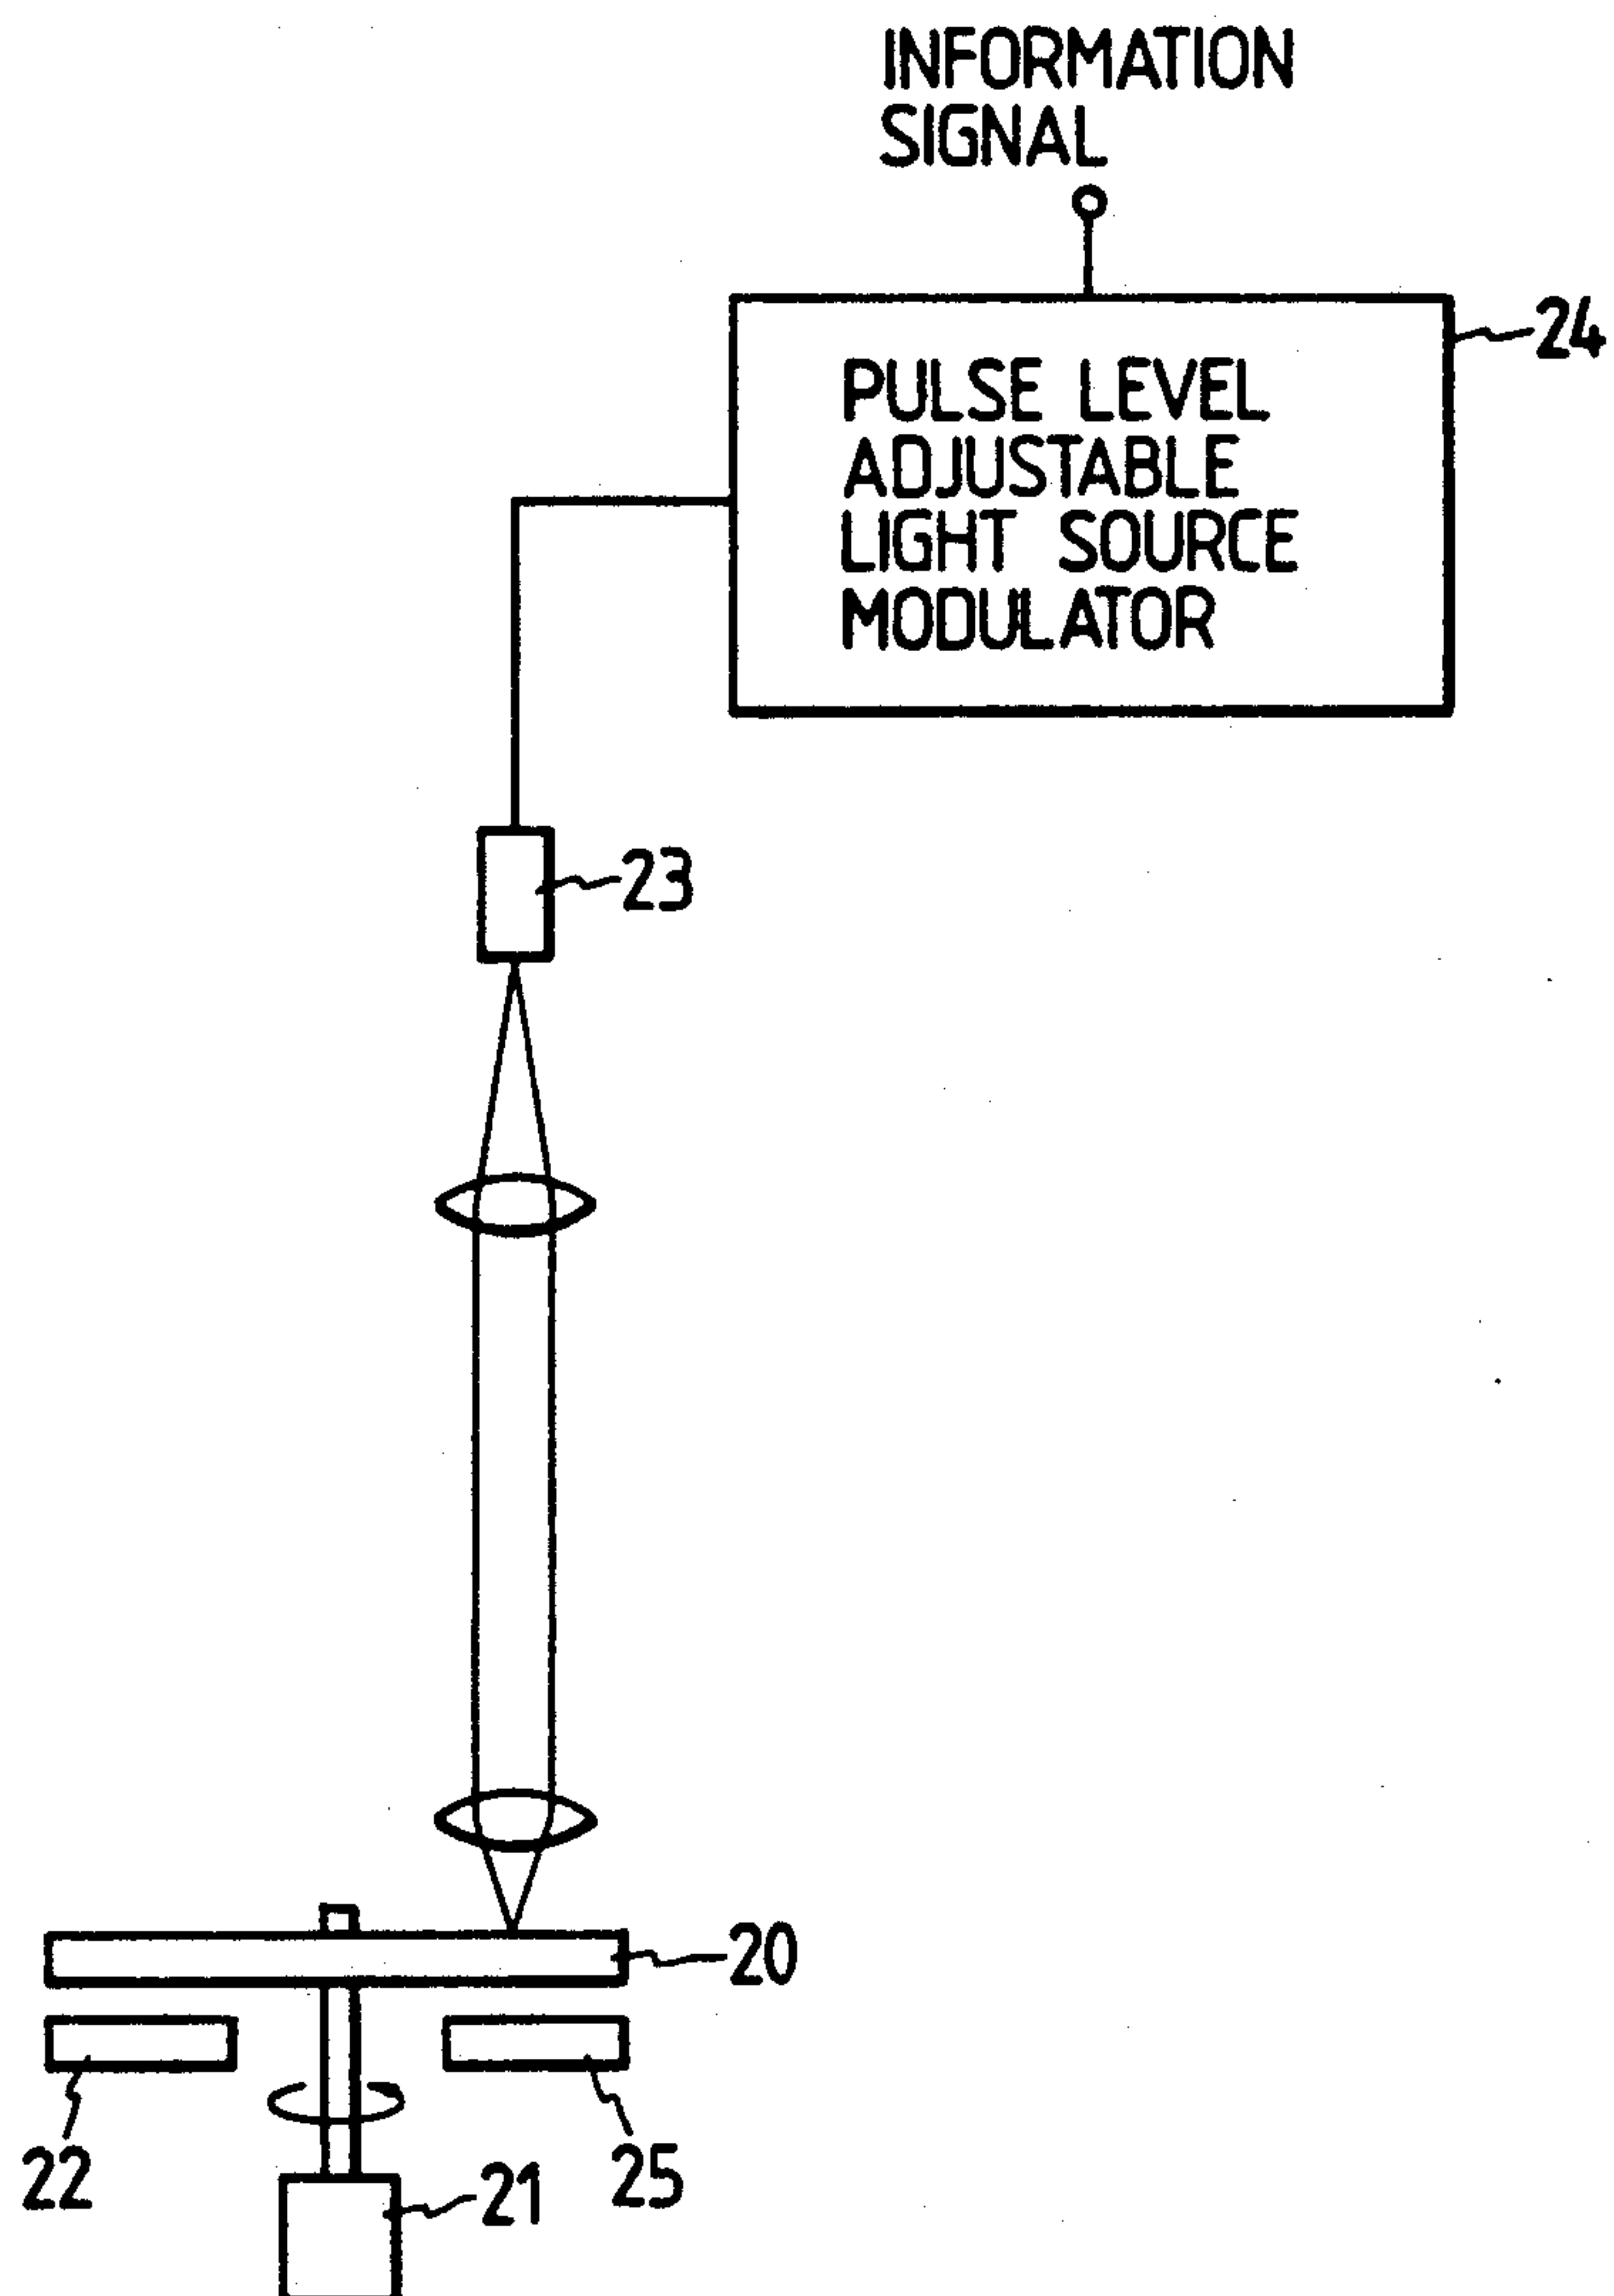 INFORMATION
SIGNAL
24
PULSE LEVEL
ADJUSTABLE
LIGHT SOURCE
MODULATOR
23
20
22
21
25